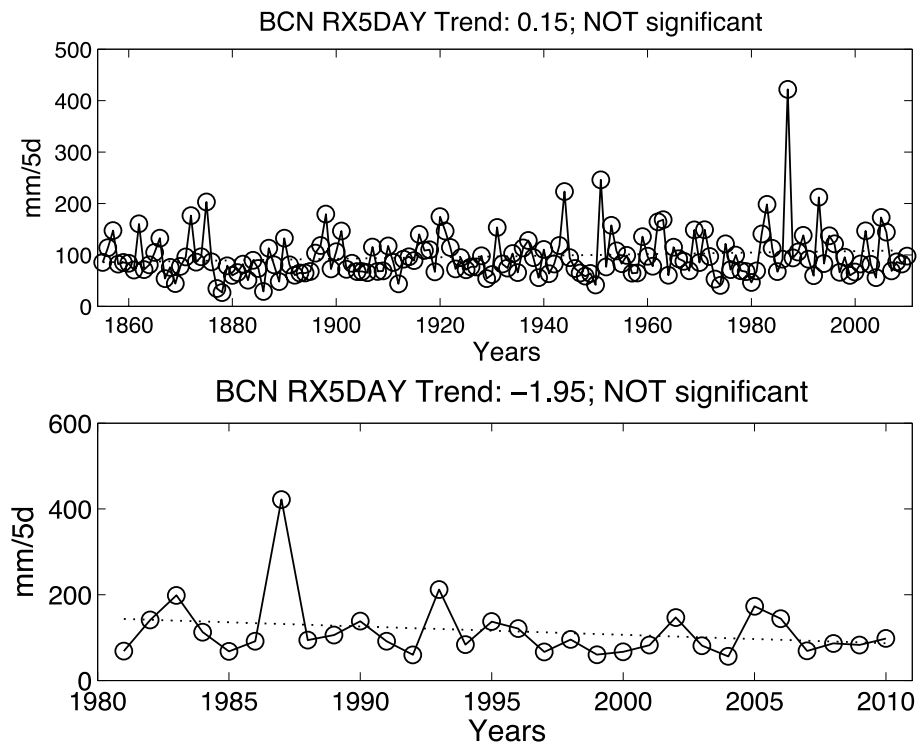 BCN RX5DAY Trend: 0.15; NOT significant
500
400
300
200
100
0
mm/5d
1860 1880 1900 1920 1940 1960 1980 2000
Years
BCN RX5DAY Trend: −1.95; NOT significant
600
400
200
0
mm/5d
1980 1985 1990 1995 2000 2005 2010
Years